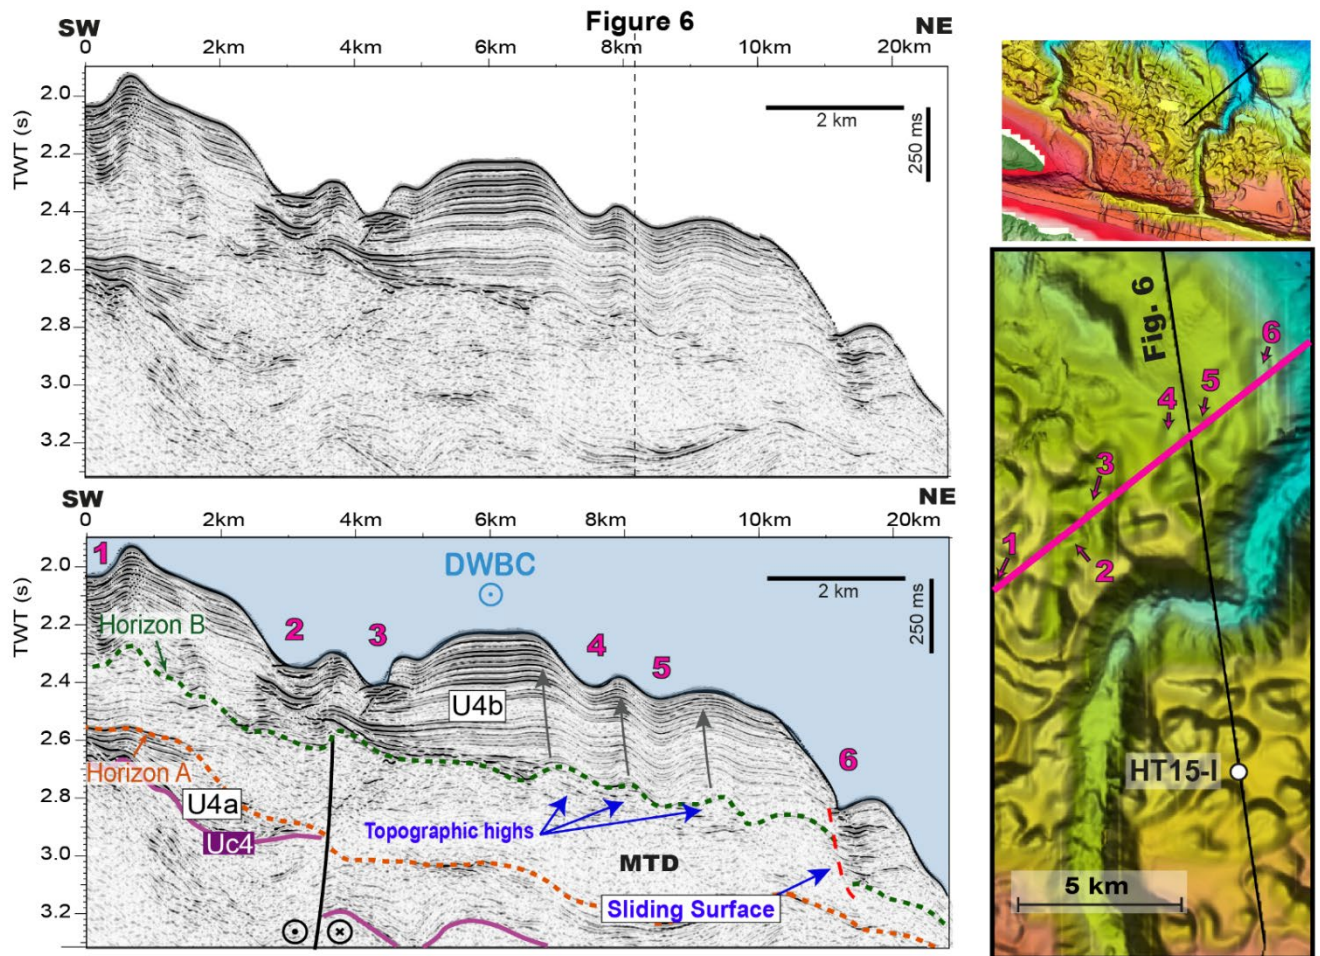 Figure 6
SW
NE
0 2km 4km 6km 8km 10km 20km
TWT (s)
2.0
2.2
2.4
2.6
2.8
3.0
3.2
2 km
250 ms
SW
NE
0 2km 4km 6km 8km 10km 20km
TWT (s)
2.0
2.2
2.4
2.6
2.8
3.0
3.2
1
DWBC
2 km
250 ms
Horizon B
2
3
4
5
U4b
6
Horizon A
U4a
Uc4
Topographic highs
MTD
Sliding Surface
Fig. 6
6
5
4
3
1
2
HT15-I
5 km